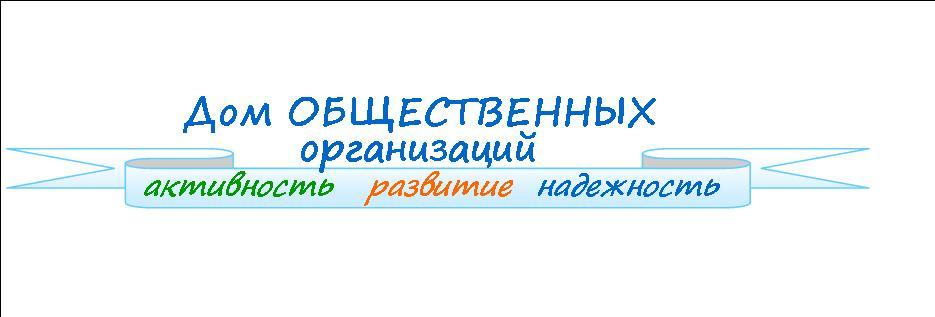 Дом ОБЩЕСТВЕННЫХ
организаций
активность развитие надежность